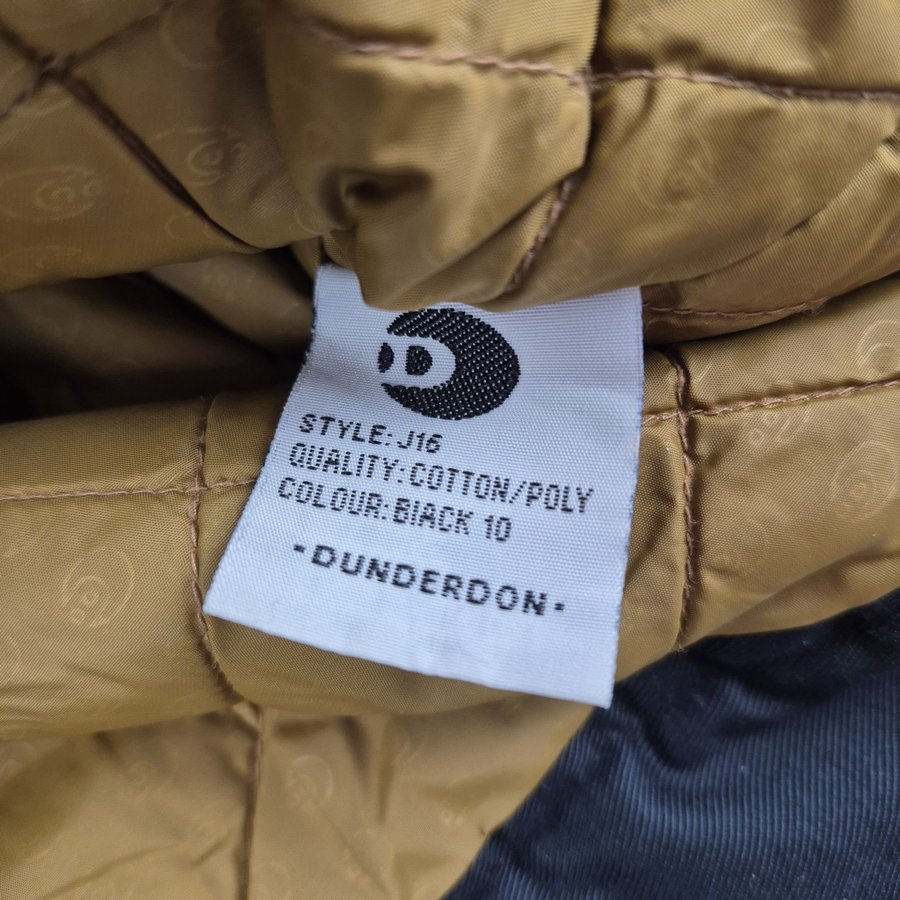 D
STYLE: J16
QUALITY: COTTON/POLY
COLOUR: BIACK 10
•DUNDERDON•